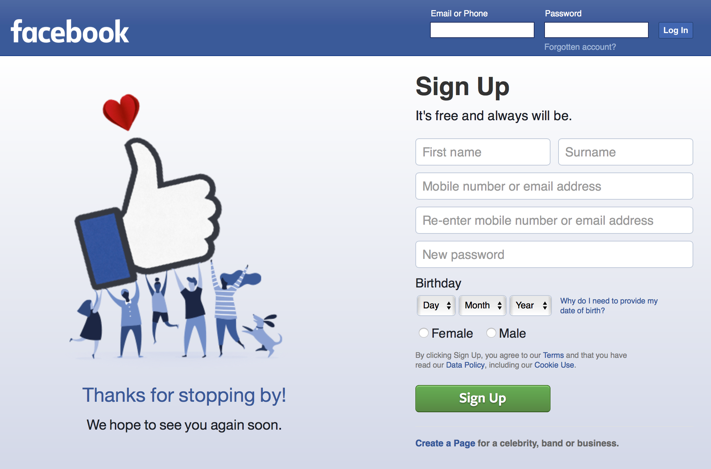 facebook
Email or Phone
Password
Log In
Forgotten account?
Sign Up
It's free and always will be.
First name
Surname
Mobile number or email address
Re-enter mobile number or email address
New password
Birthday
Day
Month
Year
Why do I need to provide my
date of birth?
Female
Male
By clicking Sign Up, you agree to our Terms and that you have
read our Data Policy, including our Cookie Use.
Sign Up
Create a Page for a celebrity, band or business.
Thanks for stopping by!
We hope to see you again soon.